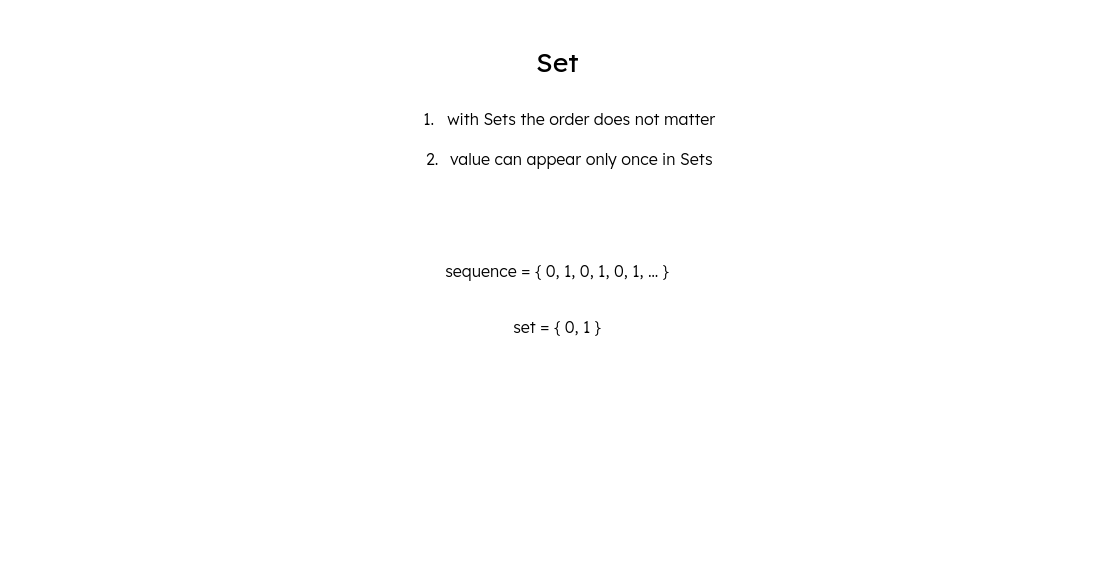 Set
1. with Sets the order does not matter
2. value can appear only once in Sets
sequence = { 0, 1, 0, 1, 0, 1, ... }
set = { 0, 1 }